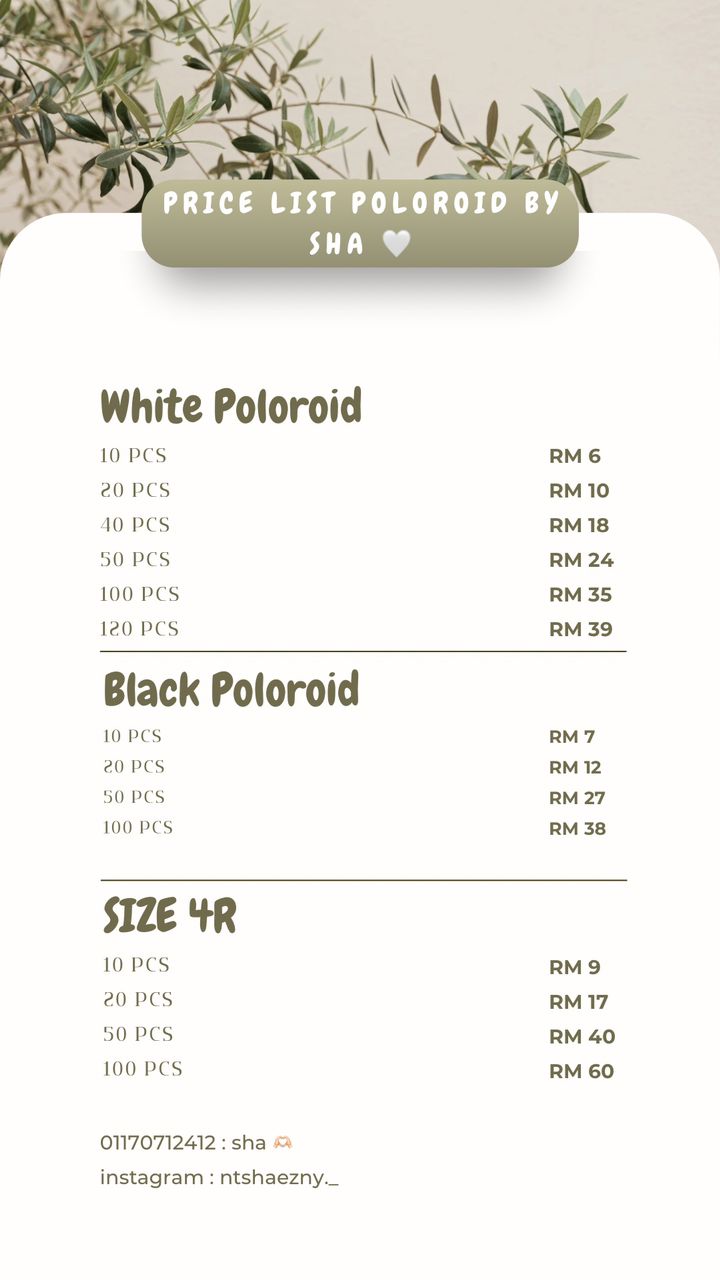 PRICE LIST POLOROID BY
SHA 🤍
White Poloroid
10 PCS RM 6
20 PCS RM 10
40 PCS RM 18
50 PCS RM 24
100 PCS RM 35
120 PCS RM 39
Black Poloroid
10 PCS RM 7
20 PCS RM 12
50 PCS RM 27
100 PCS RM 38
SIZE 4R
10 PCS RM 9
20 PCS RM 17
50 PCS RM 40
100 PCS RM 60
01170712412 : sha 🫶🏻
instagram : ntshaezny._